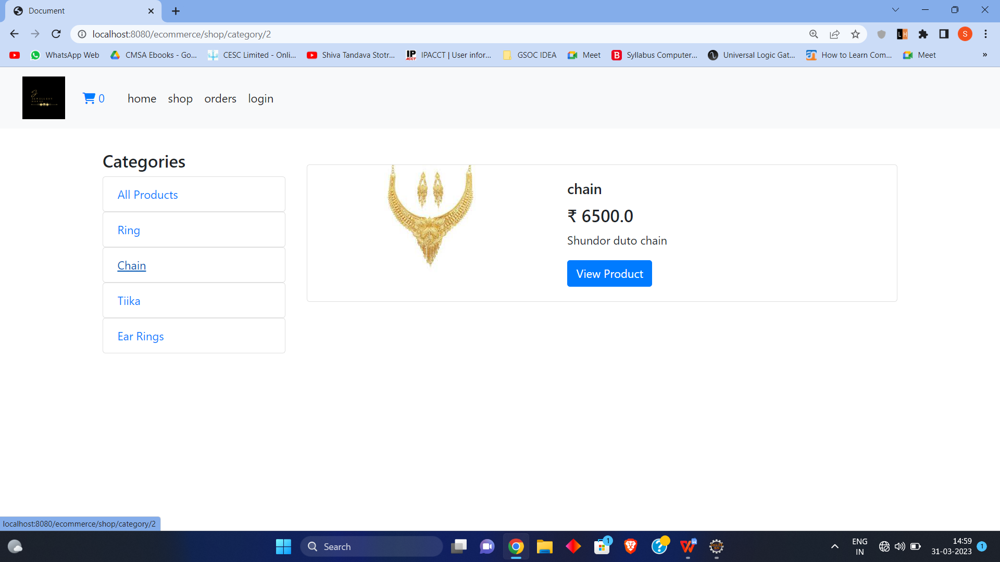 Document
localhost:8080/ecommerce/shop/category/2
S
WhatsApp Web
CMSA Ebooks - Go...
CESC Limited - Onli...
Shiva Tandava Stotr...
IPACCT | User infor...
GSOC IDEA
Meet
Syllabus Computer...
Universal Logic Gat...
How to Learn Com...
Meet
»
0
home
shop
orders
login
Categories
All Products
Ring
Chain
Tiika
Ear Rings
chain
₹ 6500.0
Shundor duto chain
View Product
localhost:8080/ecommerce/shop/category/2
Search
1
ENG
IN
14:59
31-03-2023
1